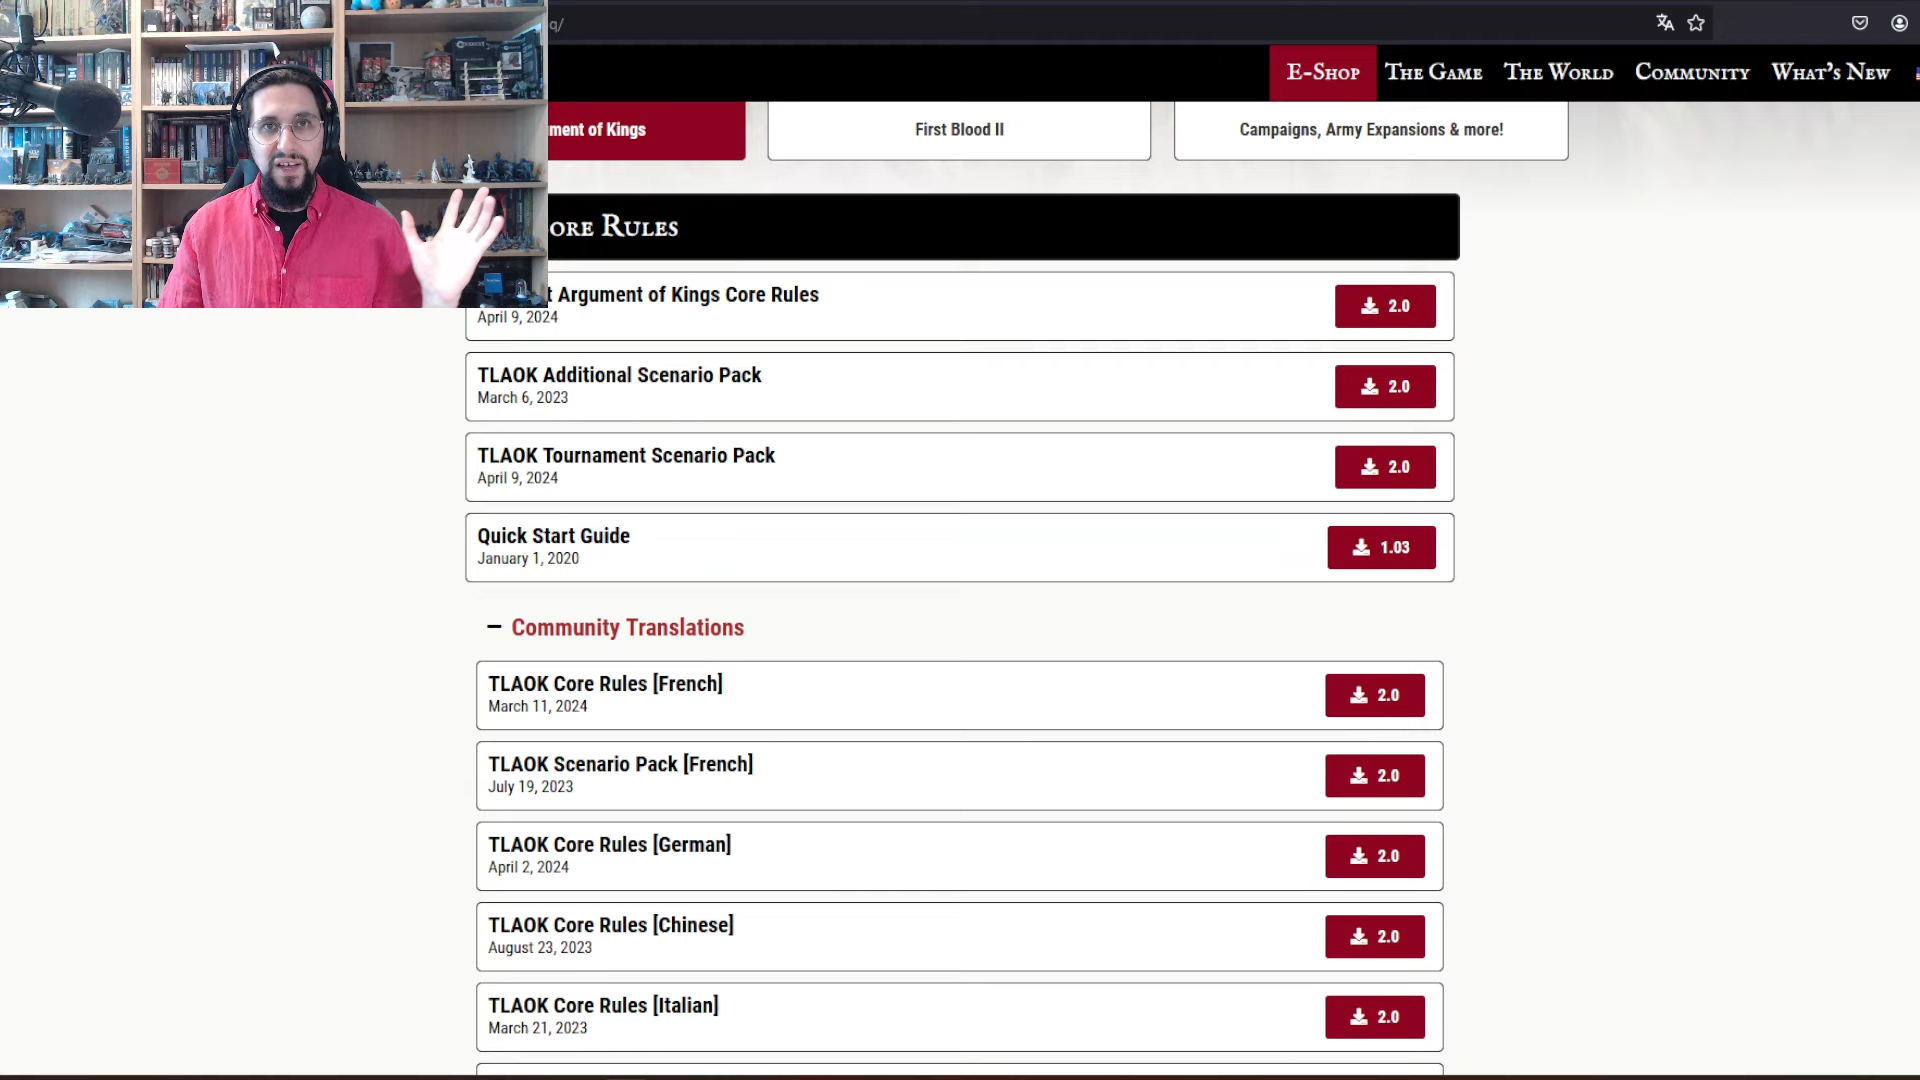 q/
E-Shop
The Game
The World
Community
What's New
ment of Kings
First Blood II
Campaigns, Army Expansions & more!
ore Rules
t Argument of Kings Core Rules
April 9, 2024
2.0
TLAOK Additional Scenario Pack
March 6, 2023
2.0
TLAOK Tournament Scenario Pack
April 9, 2024
2.0
Quick Start Guide
January 1, 2020
1.03
Community Translations
TLAOK Core Rules [French]
March 11, 2024
2.0
TLAOK Scenario Pack [French]
July 19, 2023
2.0
TLAOK Core Rules [German]
April 2, 2024
2.0
TLAOK Core Rules [Chinese]
August 23, 2023
2.0
TLAOK Core Rules [Italian]
March 21, 2023
2.0